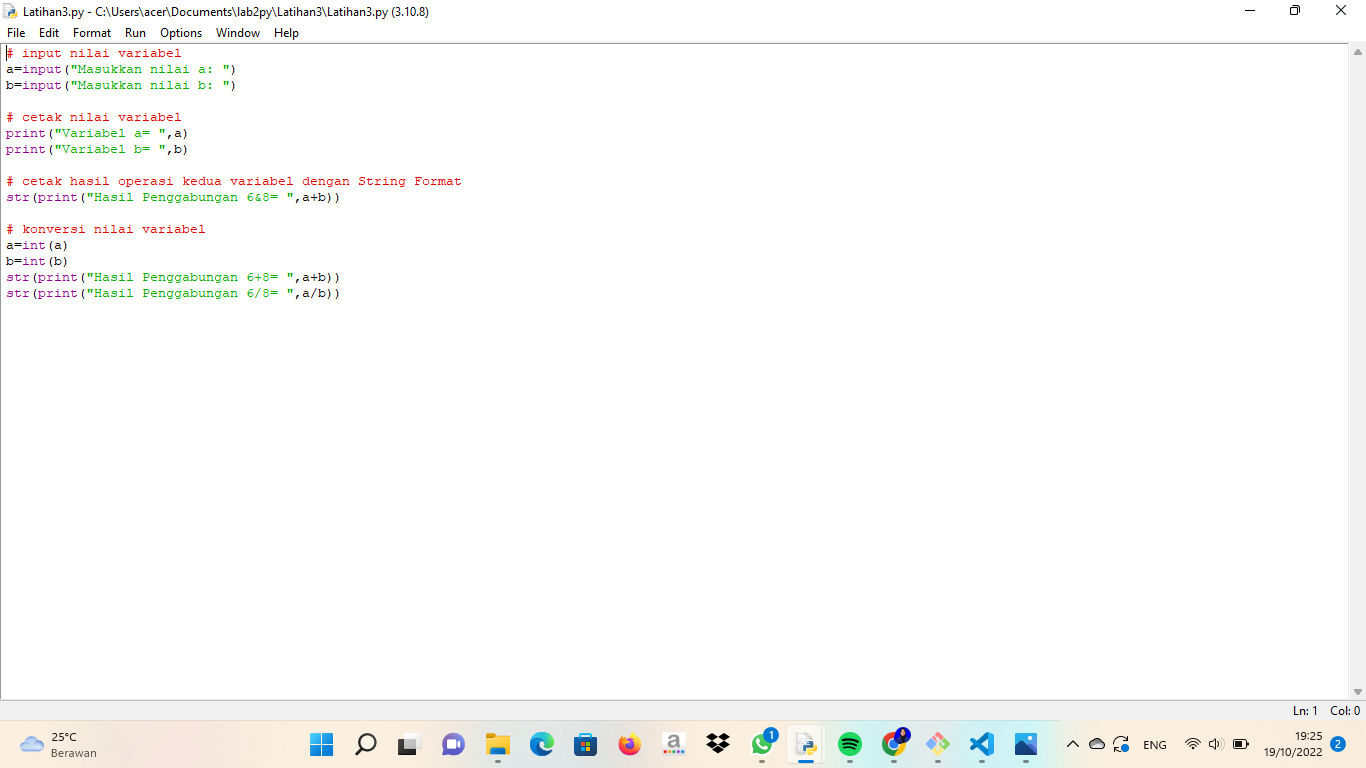 Latihan3.py - C:\Users\acer\Documents\lab2py\Latihan3\Latihan3.py (3.10.8)
File Edit Format Run Options Window Help
# input nilai variabel
a=input("Masukkan nilai a: ")
b=input("Masukkan nilai b: ")
# cetak nilai variabel
print("Variabel a= ",a)
print("Variabel b= ",b)
# cetak hasil operasi kedua variabel dengan String Format
str(print("Hasil Penggabungan 6&8= ",a+b))
# konversi nilai variabel
a=int(a)
b=int(b)
str(print("Hasil Penggabungan 6+8= ",a+b))
str(print("Hasil Penggabungan 6/8= ",a/b))
Ln: 1 Col: 0
25°C
Berawan
a
1
ENG
19:25
19/10/2022
2